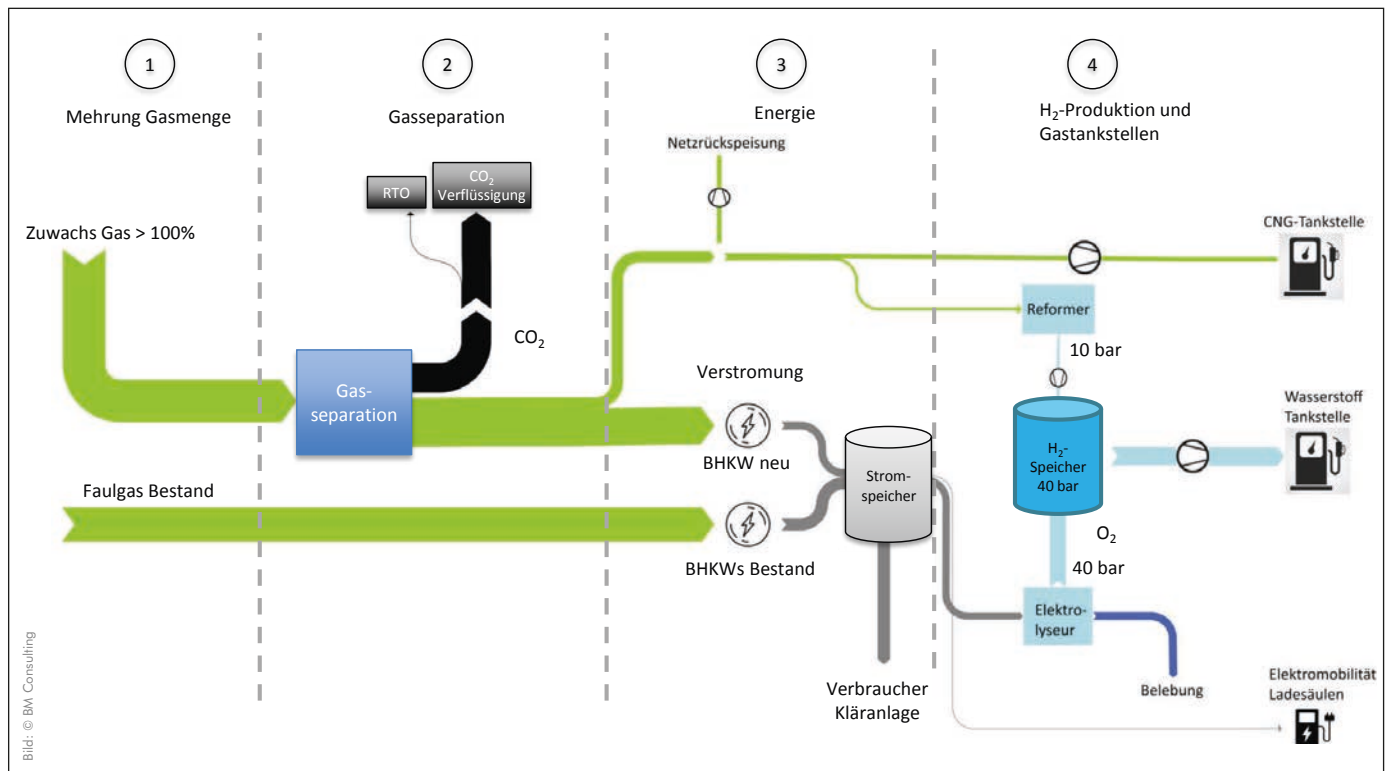 1
Mehrung Gasmenge
2
Gasseparation
3
Energie
4
H₂-Produktion und
Gastankstellen
Netzrückspeisung
RTO
CO₂
Verflüssigung
Zuwachs Gas > 100%
CNG-Tankstelle
Reformer
CO₂
10 bar
Gas-
separation
Verstromung
BHKW neu
Wasserstoff
Tankstelle
H₂-
Speicher
40 bar
Strom-
speicher
Faulgas Bestand
BHKWs Bestand
O₂
40 bar
Elektro-
lyseur
Verbraucher
Kläranlage
Belebung
Elektromobilität
Ladesäulen
Bild: © BM Consulting